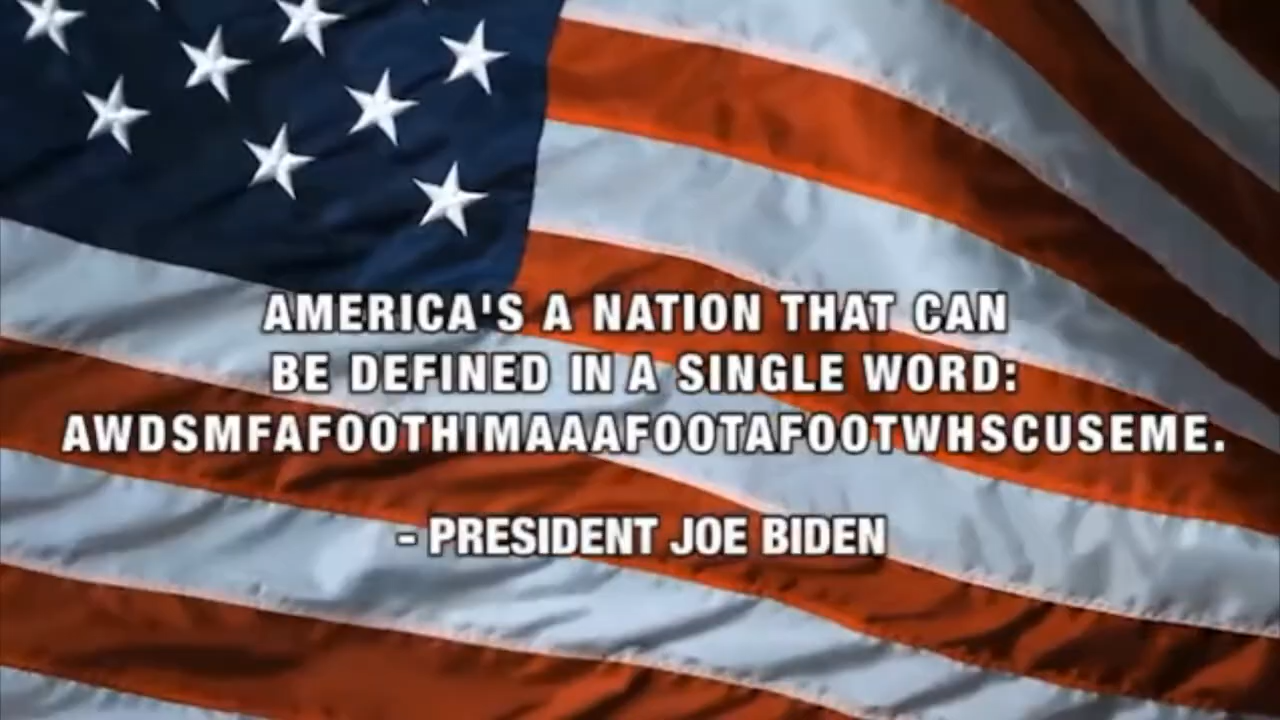 AMERICA'S A NATION THAT CAN
BE DEFINED IN A SINGLE WORD:
AWDSMFAFOOTHIMAAAFOOTAFOOTWHSCUSEME.
- PRESIDENT JOE BIDEN